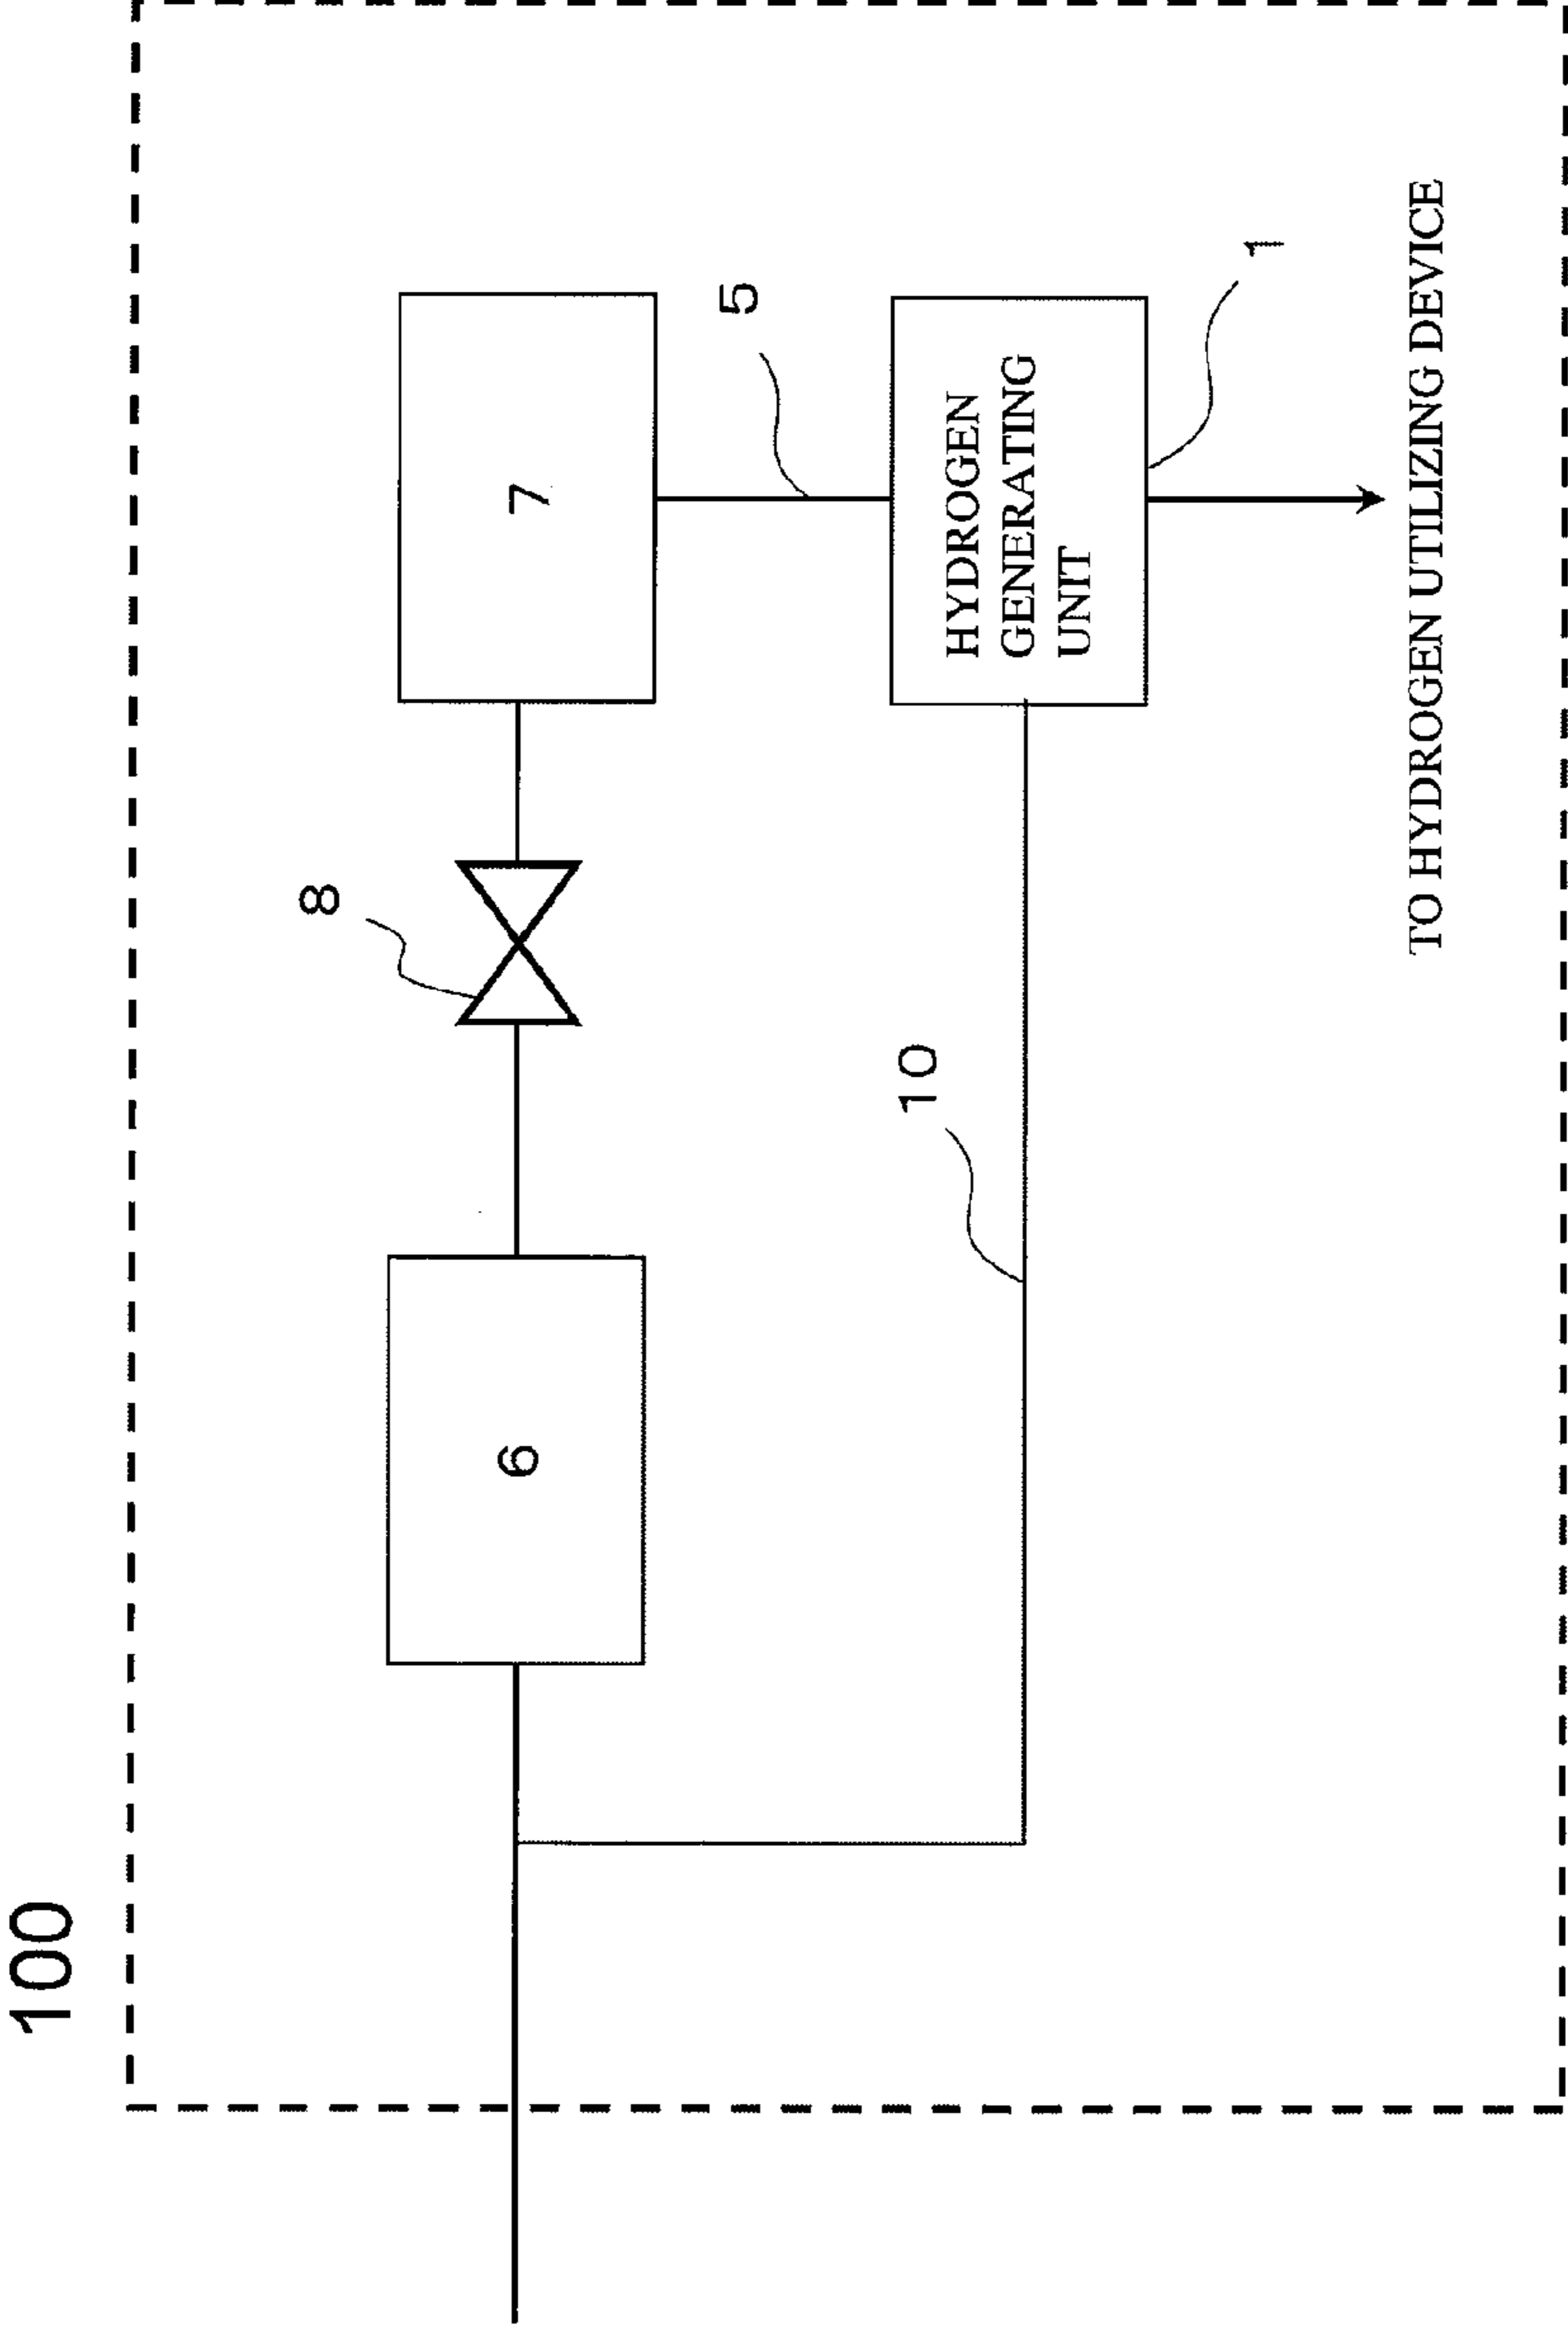 100
8
7
5
6
10
HYDROGEN
GENERATING
UNIT
1
TO HYDROGEN UTILIZING DEVICE